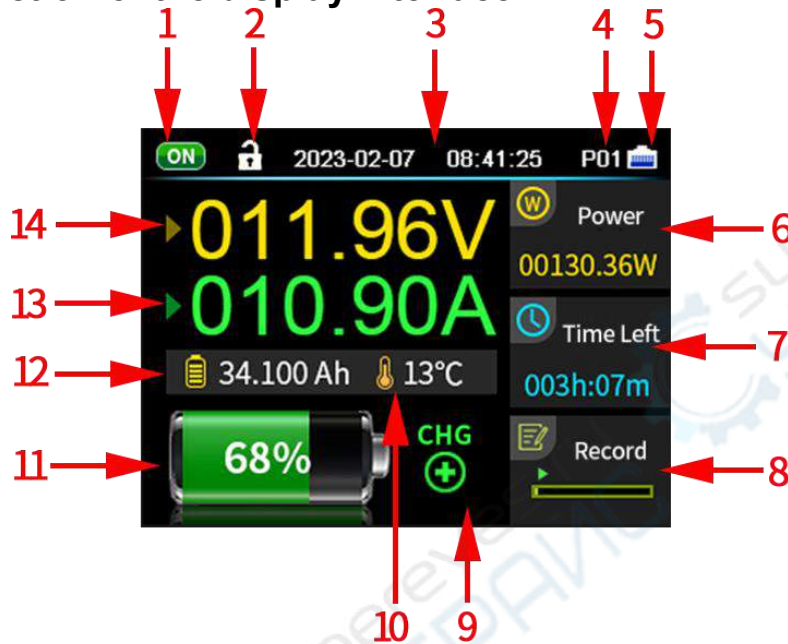 1 2 3 4 5
ON 2023-02-07 08:41:25 P01
14 011.96V W Power 6
00130.36W
13 010.90A Time Left 7
12 34.100 Ah 13°C 003h:07m
11 68% CHG Record 8
10 9